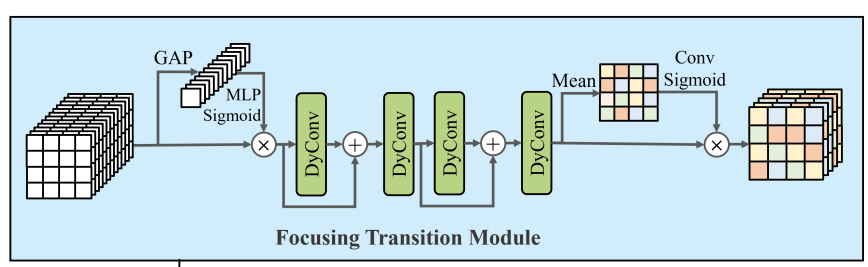 GAP
MLP
Sigmoid
×
DyConv
+
DyConv
DyConv
+
DyConv
Mean
Conv
Sigmoid
×
Focusing Transition Module